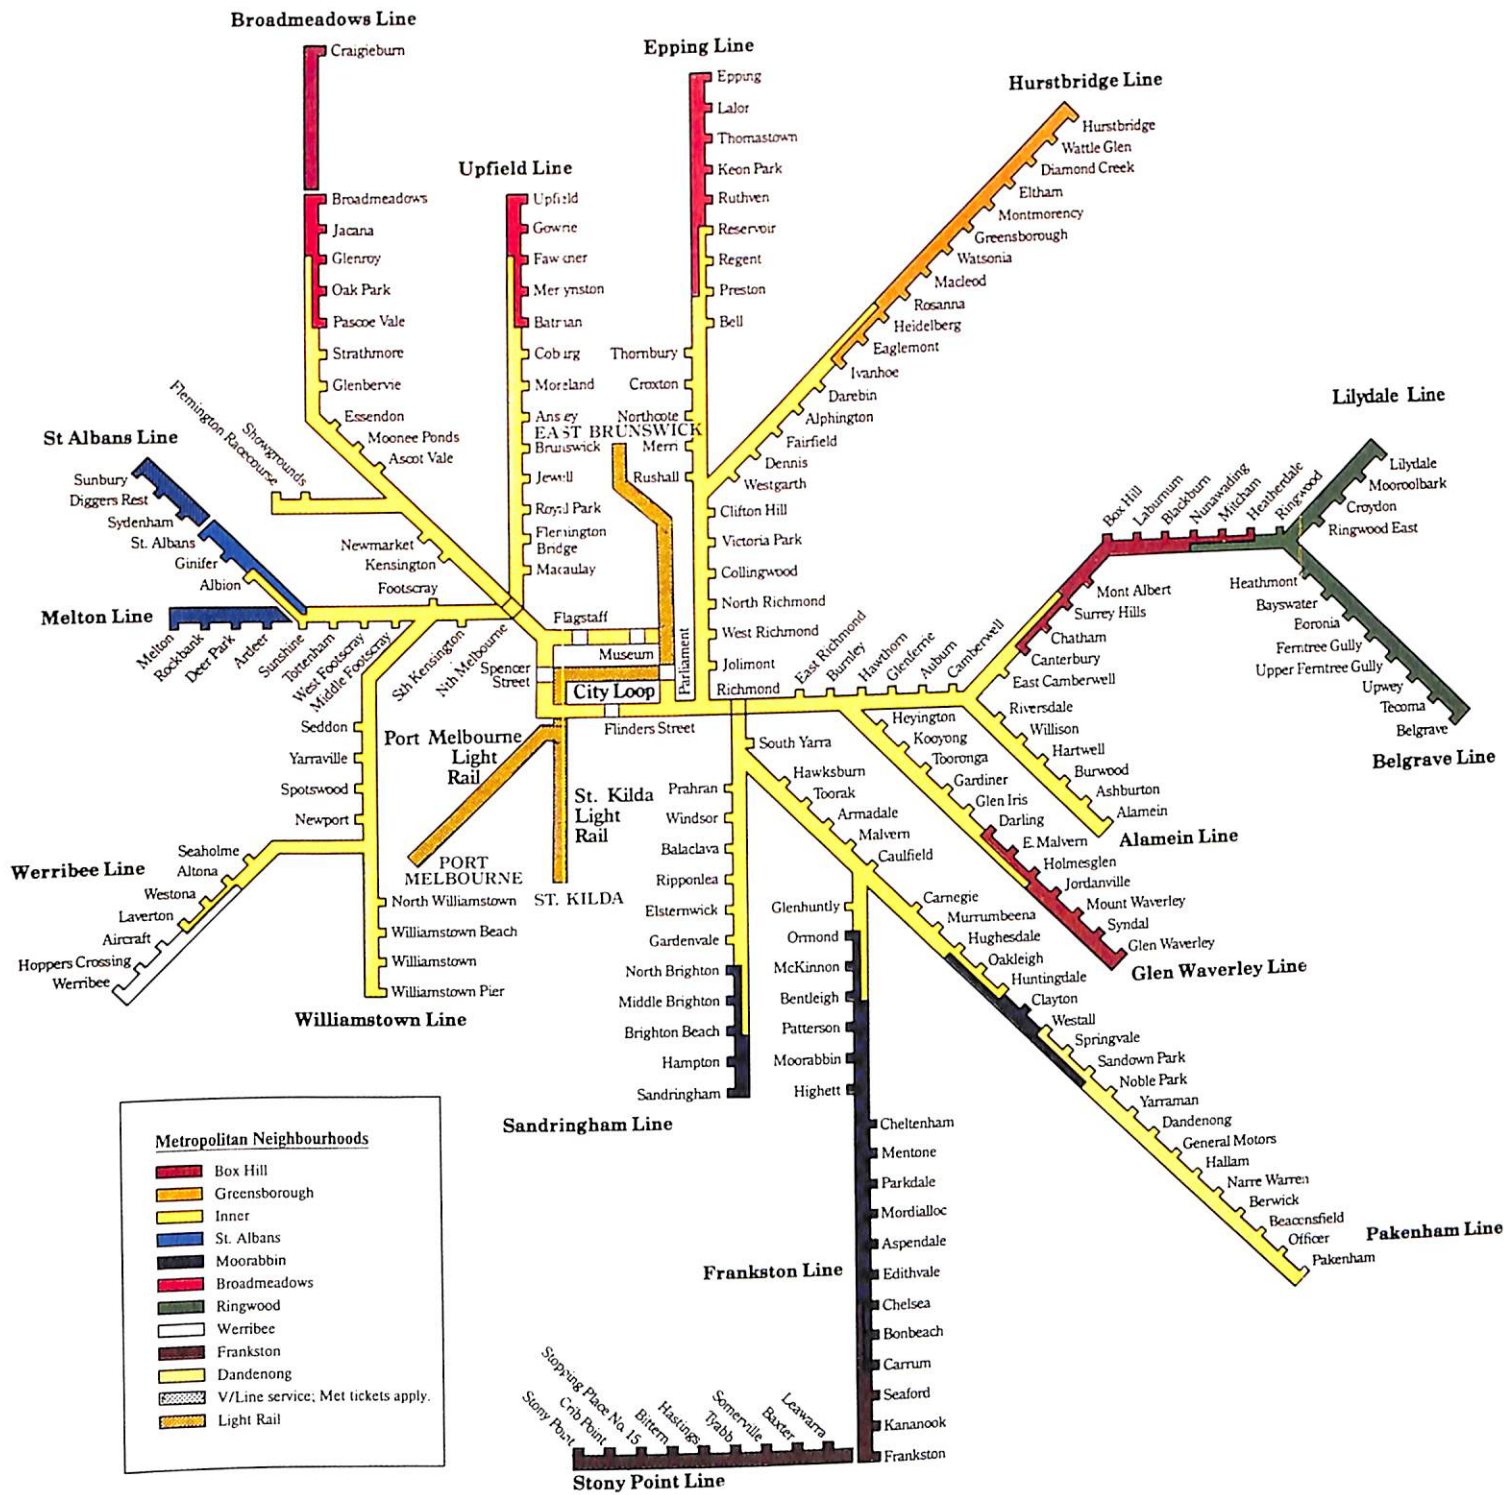 Broadmeadows Line
Craigieburn
Broadmeadows
Jacana
Glenroy
Oak Park
Pascoe Vale
Strathmore
Glenbervie
Essendon
Moonee Ponds
Ascot Vale
Showgrounds
Flemington Racecourse
Newmarket
Kensington
Upfield Line
Upfield
Gowrie
Fawkner
Merlynston
Batman
Coburg
Moreland
Anstey
Brunswick
Jewell
Royal Park
Flemington
Bridge
Macaulay
Epping Line
Epping
Lalor
Thomastown
Keon Park
Ruthven
Reservoir
Regent
Preston
Bell
Thornbury
Croxton
Northcote
Merri
Rushall
EAST BRUNSWICK
Clifton Hill
Victoria Park
Collingwood
North Richmond
West Richmond
Jolimont
Hurstbridge Line
Hurstbridge
Wattle Glen
Diamond Creek
Eltham
Montmorency
Greensborough
Watsonia
Macleod
Rosanna
Heidelberg
Eaglemont
Ivanhoe
Darebin
Alphington
Fairfield
Dennis
Westgarth
St Albans Line
Sunbury
Diggers Rest
Sydenham
St. Albans
Ginifer
Albion
Melton Line
Melton
Rockbank
Deer Park
Ardeer
Sunshine
Tottenham
West Footscray
Middle Footscray
Footscray
Sth Kensington
Nth Melbourne
Flagstaff
Museum
Parliament
Spencer
Street
City Loop
Flinders Street
Richmond
East Richmond
Burnley
Hawthorn
Glenferrie
Auburn
Camberwell
East Camberwell
Canterbury
Chatham
Surrey Hills
Mont Albert
Box Hill
Laburnum
Blackburn
Nunawading
Mitcham
Heatherdale
Ringwood
Lilydale Line
Lilydale
Mooroolbark
Croydon
Ringwood East
Heathmont
Bayswater
Boronia
Ferntree Gully
Upper Ferntree Gully
Upwey
Tecoma
Belgrave
Belgrave Line
Riversdale
Willison
Hartwell
Burwood
Ashburton
Alamein
Alamein Line
Heyington
Kooyong
Tooronga
Gardiner
Glen Iris
Darling
E. Malvern
Holmesglen
Jordanville
Mount Waverley
Syndal
Glen Waverley
Glen Waverley Line
Seddon
Yarraville
Spotswood
Newport
Seaholme
Altona
Westona
Laverton
Aircraft
Hoppers Crossing
Werribee
Werribee Line
North Williamstown
Williamstown Beach
Williamstown
Williamstown Pier
Williamstown Line
Port Melbourne
Light
Rail
PORT
MELBOURNE
St. Kilda
Light
Rail
ST. KILDA
South Yarra
Prahran
Windsor
Balaclava
Ripponlea
Elsternwick
Gardenvale
North Brighton
Middle Brighton
Brighton Beach
Hampton
Sandringham
Sandringham Line
Hawksburn
Toorak
Armadale
Malvern
Caulfield
Carnegie
Murrumbeena
Hughesdale
Oakleigh
Huntingdale
Clayton
Westall
Springvale
Sandown Park
Noble Park
Yarraman
Dandenong
General Motors
Hallam
Narre Warren
Berwick
Beaconsfield
Officer
Pakenham
Pakenham Line
Glenhuntly
Ormond
McKinnon
Bentleigh
Patterson
Moorabbin
Highett
Cheltenham
Mentone
Parkdale
Mordialloc
Aspendale
Edithvale
Chelsea
Bonbeach
Carrum
Seaford
Kananook
Frankston
Frankston Line
Stony Point
Crib Point
Stopping Place No. 15
Bittern
Hastings
Tyabb
Somerville
Baxter
Leawarra
Stony Point Line
Metropolitan Neighbourhoods
Box Hill
Greensborough
Inner
St. Albans
Moorabbin
Broadmeadows
Ringwood
Werribee
Frankston
Dandenong
V/Line service; Met tickets apply.
Light Rail